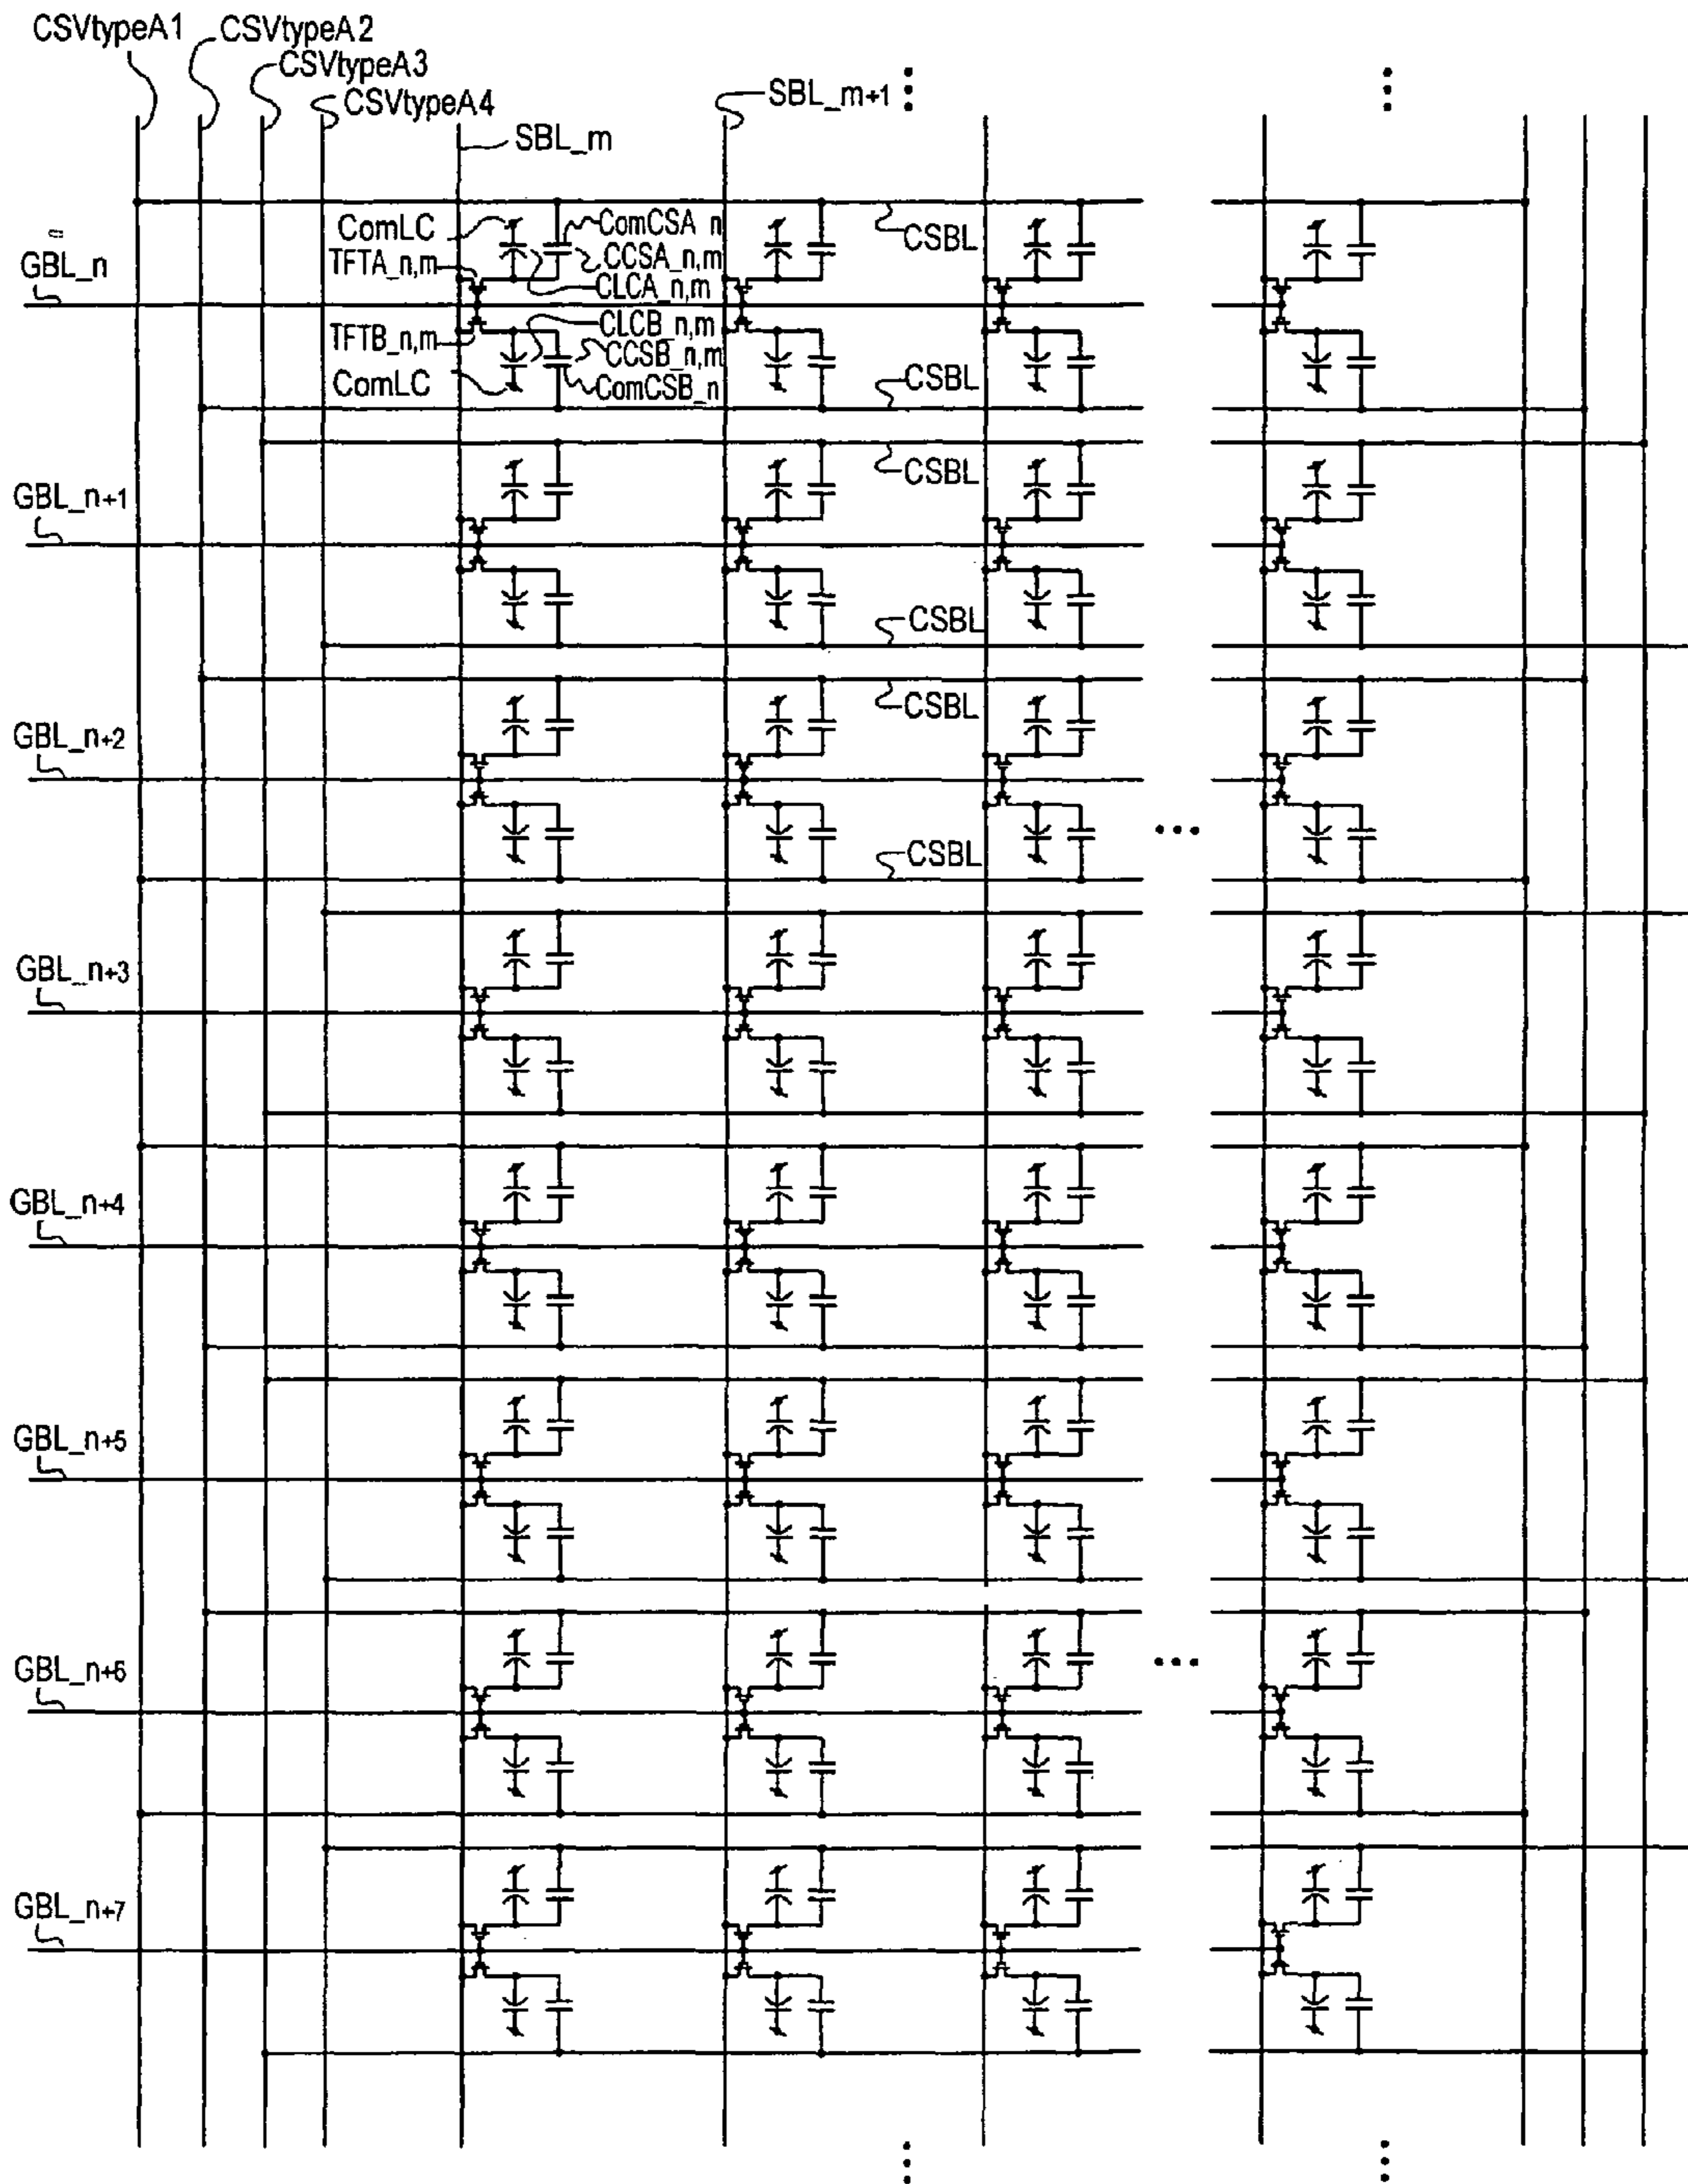 CSVtypeA1
CSVtypeA2
CSVtypeA3
CSVtypeA4
SBL_m
SBL_m+1
ComLC
ComCSA_n
CSBL
GBL_n
TFTA_n,m
CCSA_n,m
CLCA_n,m
TFTB_n,m
CLCB_n,m
CCSB_n,m
ComLC
ComCSB_n
CSBL
CSBL
GBL_n+1
CSBL
CSBL
GBL_n+2
CSBL
GBL_n+3
GBL_n+4
GBL_n+5
GBL_n+6
GBL_n+7